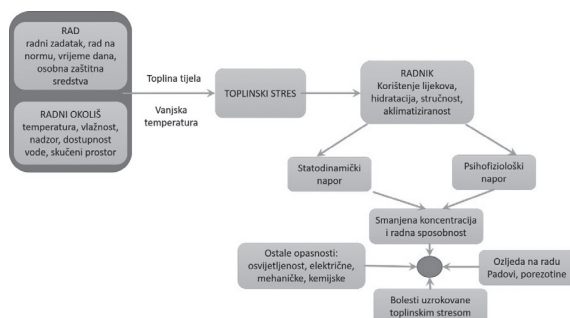 RAD
radni zadatak, rad na
normu, vrijeme dana,
osobna zaštitna
sredstva
RADNI OKOLIŠ
temperatura, vlažnost,
nadzor, dostupnost
vode, skučeni prostor
Toplina tijela
Vanjska
temperatura
TOPLINSKI STRES
RADNIK
Korištenje lijekova,
hidratacija, stručnost,
aklimatiziranost
Statodinamički
napor
Psihofiziološki
napor
Smanjena koncentracija
i radna sposobnost
Ostale opasnosti:
osvijetljenost, električne,
mehaničke, kemijske
Ozljeda na radu
Padovi, porezotine
Bolesti uzrokovane
toplinskim stresom